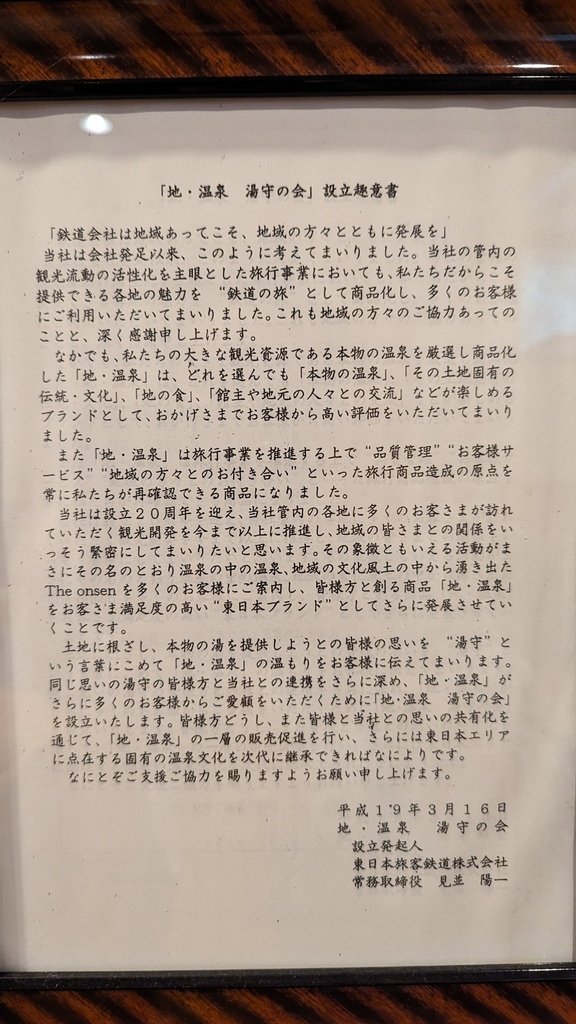 「地・温泉　湯守の会」設立趣意書
「鉄道会社は地域あってこそ、地域の方々とともに発展を」
当社は会社発足以来、このように考えてまいりました。当社の管内の
観光流動の活性化を主眼とした旅行事業においても、私たちだからこそ
提供できる各地の魅力を　“鉄道の旅”として商品化し、多くのお客様
にご利用いただいてまいりました。これも地域の方々のご協力あっての
ことと、深く感謝申し上げます。
なかでも、私たちの大きな観光資源である本物の温泉を厳選し商品化
した「地・温泉」は、どれを選んでも「本物の温泉」、「その土地固有の
伝統・文化」、「地の食」、「館主や地元の人々との交流」などが楽しめる
ブランドとして、おかげさまでお客様から高い評価をいただいてまいり
ました。
また「地・温泉」は旅行事業を推進する上で“品質管理”“お客様サ
ービス”“地域の方々とのお付き合い”といった旅行商品造成の原点を
常に私たちが再確認できる商品になりました。
当社は設立２０周年を迎え、当社管内の各地に多くのお客さまが訪れ
ていただく観光開発を今まで以上に推進し、地域の皆さまとの関係をい
っそう緊密にしてまいりたいと思います。その象徴ともいえる活動がま
さにその名のとおり温泉の中の温泉、地域の文化風土の中から湧き出た
The onsenを多くのお客様にご案内し、皆様方と創る商品「地・温泉」
をお客さま満足度の高い“東日本ブランド”としてさらに発展させてい
くことです。
土地に根ざし、本物の湯を提供しようとの皆様の思いを　“湯守”と
いう言葉にこめて「地・温泉」の温もりをお客様に伝えてまいります。
同じ思いの湯守の皆様方と当社との連携をさらに深め、「地・温泉」が
さらに多くのお客様からご愛顧をいただくために「地・温泉　湯守の会」
を設立いたします。皆様方どうし、また皆様と当社との思いの共有化を
通じて、「地・温泉」の一層の販売促進を行い、さらには東日本エリア
に点在する固有の温泉文化を次代に継承できればなによりです。
なにとぞご支援ご協力を賜りますようお願い申し上げます。
平成１９年３月１６日
地・温泉　湯守の会
設立発起人
東日本旅客鉄道株式会社
常務取締役　見並　陽一